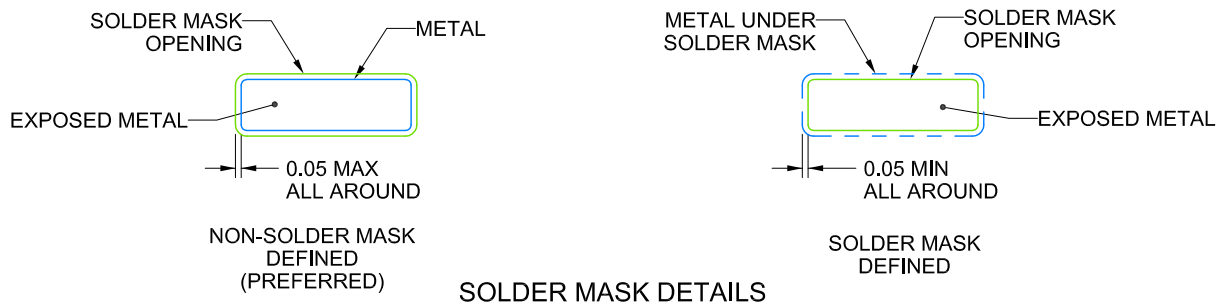 SOLDER MASK
OPENING
METAL
EXPOSED METAL
0.05 MAX
ALL AROUND
NON-SOLDER MASK
DEFINED
(PREFERRED)
METAL UNDER
SOLDER MASK
SOLDER MASK
OPENING
EXPOSED METAL
0.05 MIN
ALL AROUND
SOLDER MASK
DEFINED
SOLDER MASK DETAILS